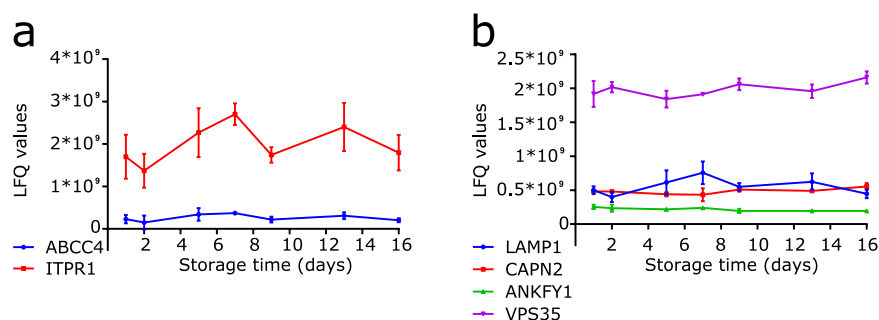 a
4*10⁹
3*10⁹
2*10⁹
1*10⁹
0
LFQ values
2 4 6 8 10 12 14 16
Storage time (days)
ABCC4
ITPR1
b
2.5*10⁹
2*10⁹
1.5*10⁹
1*10⁹
0.5*10⁹
0
LFQ values
2 4 6 8 10 12 14 16
Storage time (days)
LAMP1
CAPN2
ANKFY1
VPS35